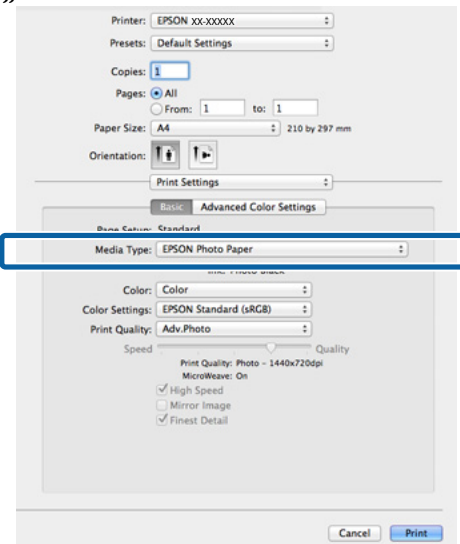 »
Printer: EPSON XX-XXXXX
Presets: Default Settings
Copies: 1
Pages: All
From: 1 to: 1
Paper Size: A4 210 by 297 mm
Orientation:
Print Settings
Basic Advanced Color Settings
Page Setup: Standard
Media Type: EPSON Photo Paper
Ink: Photo Black
Color: Color
Color Settings: EPSON Standard (sRGB)
Print Quality: Adv.Photo
Speed Quality
Print Quality: Photo - 1440x720dpi
MicroWeave: On
High Speed
Mirror Image
Finest Detail
Cancel Print